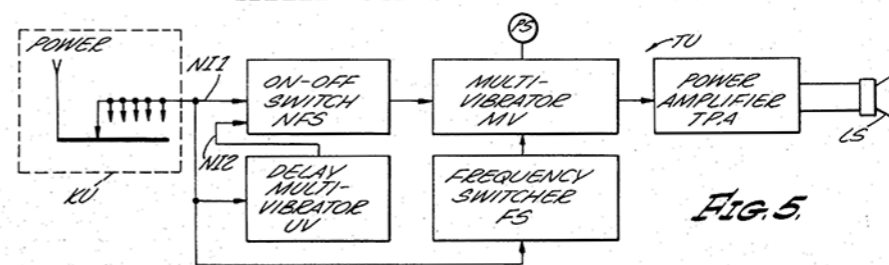 POWER
NI1
KU
ON-OFF
SWITCH
NFS
NI2
DELAY
MULTI-
VIBRATOR
UV
PS
MULTI-
VIBRATOR
MV
FREQUENCY
SWITCHER
FS
TU
POWER
AMPLIFIER
TPA
LS
FIG. 5.